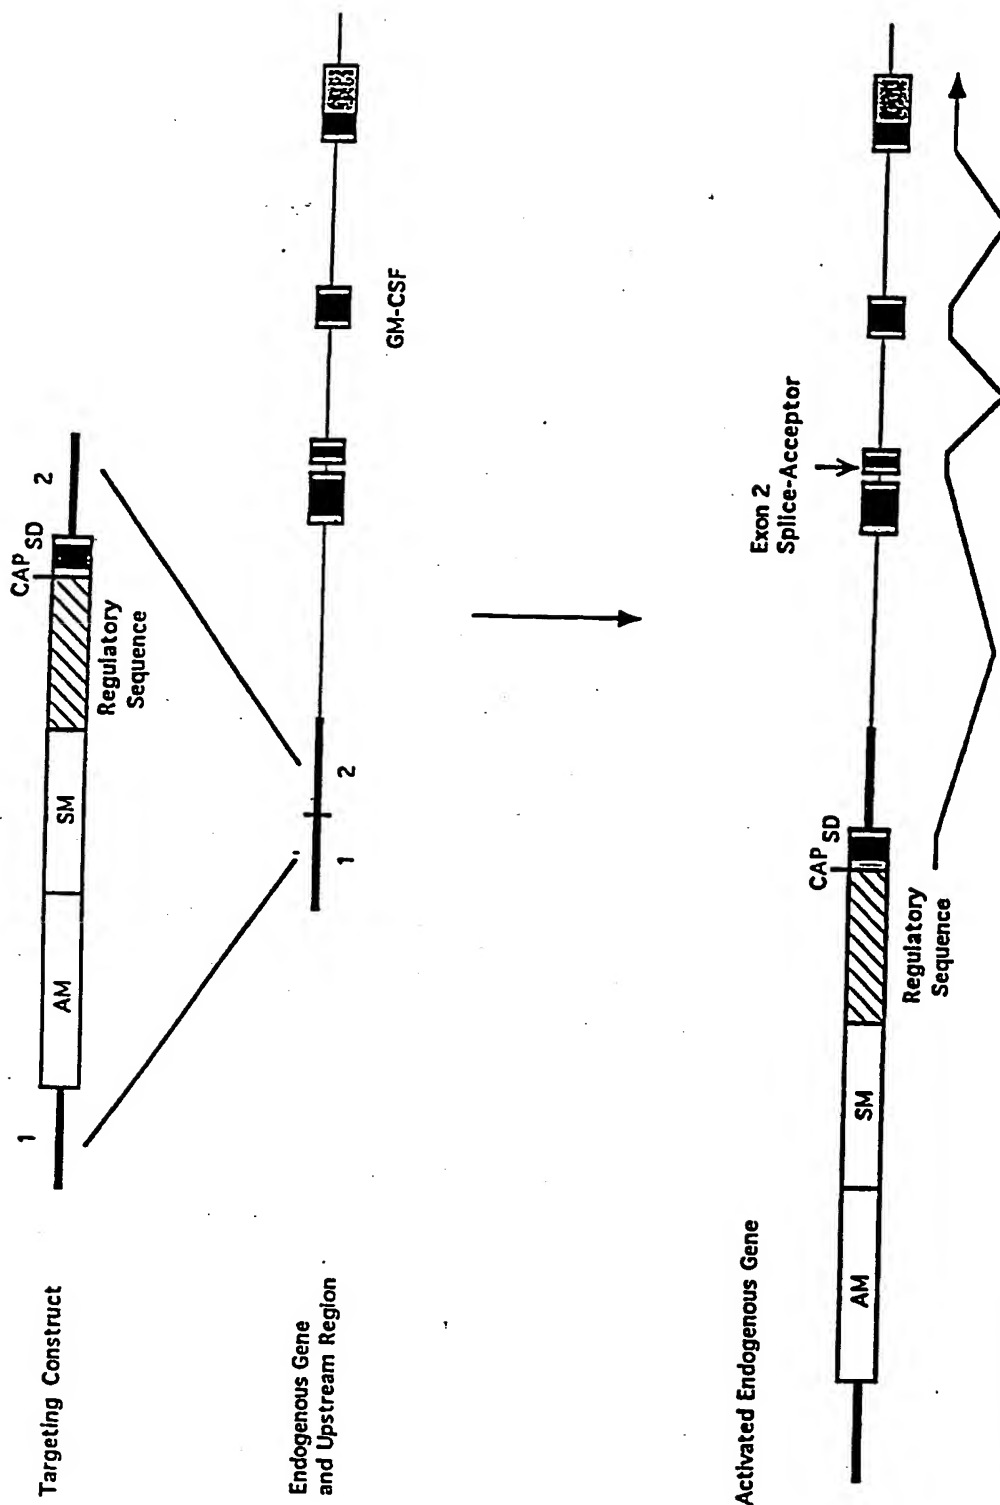 Targeting Construct
1
AM
SM
Regulatory
Sequence
CAP
SD
2
Endogenous Gene
and Upstream Region
1
2
GM-CSF
Activated Endogenous Gene
AM
SM
Regulatory
Sequence
CAP
SD
Exon 2
Splice-Acceptor